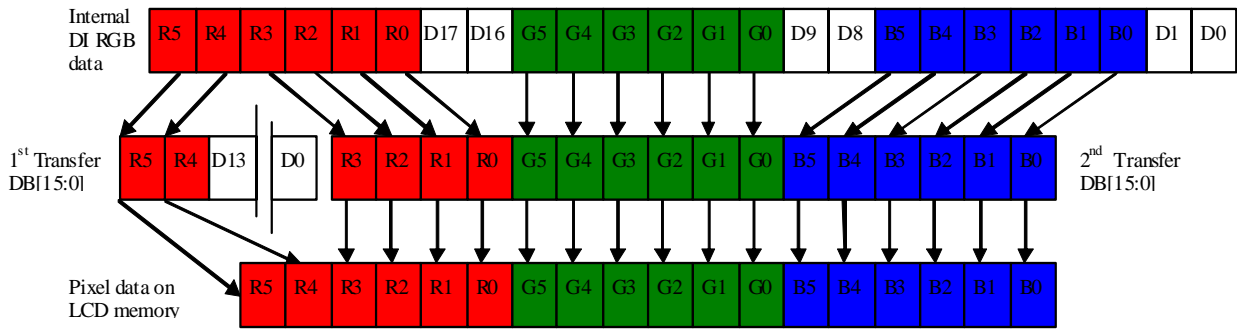 Internal
DI RGB
data
R5 R4 R3 R2 R1 R0 D17 D16 G5 G4 G3 G2 G1 G0 D9 D8 B5 B4 B3 B2 B1 B0 D1 D0
1st Transfer
DB[15:0]
R5 R4 D13 D0 R3 R2 R1 R0 G5 G4 G3 G2 G1 G0 B5 B4 B3 B2 B1 B0
2nd Transfer
DB[15:0]
Pixel data on
LCD memory
R5 R4 R3 R2 R1 R0 G5 G4 G3 G2 G1 G0 B5 B4 B3 B2 B1 B0